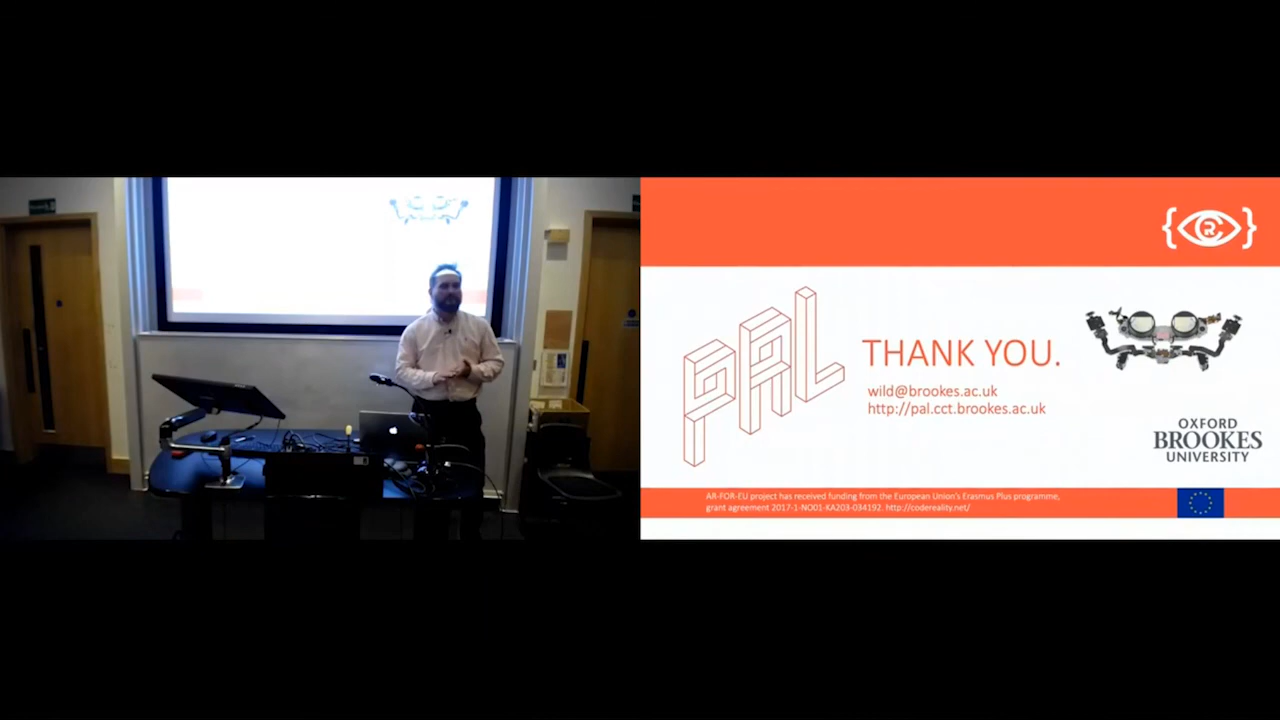 PAL
THANK YOU.
wild@brookes.ac.uk
http://pal.cct.brookes.ac.uk
OXFORD
BROOKES
UNIVERSITY
AR-FOR-EU project has received funding from the European Union's Erasmus Plus programme,
grant agreement 2017-1-NO01-KA203-034192. http://codereality.net/